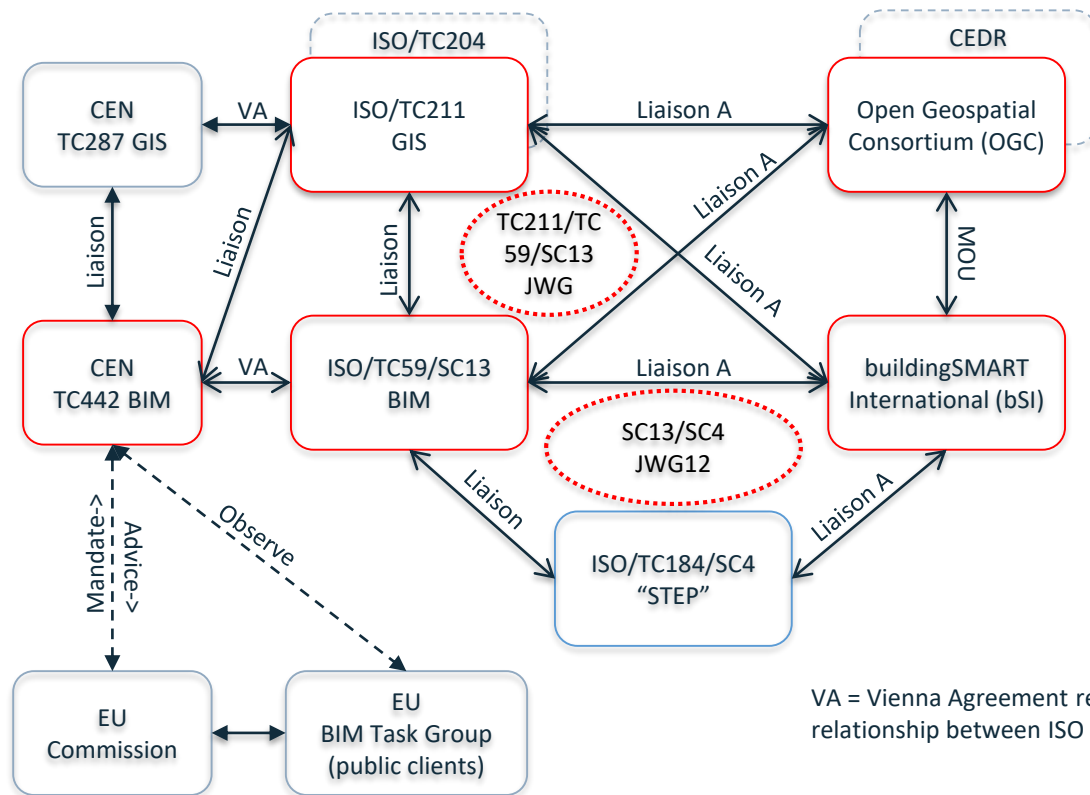 ISO/TC204
CEDR
CEN
TC287 GIS
VA
ISO/TC211
GIS
Liaison A
Open Geospatial
Consortium (OGC)
Liaison
Liaison
Liaison
TC211/TC
59/SC13
JWG
Liaison A
Liaison A
MOU
CEN
TC442 BIM
VA
ISO/TC59/SC13
BIM
Liaison A
buildingSMART
International (bSI)
SC13/SC4
JWG12
Mandate->
Advice->
Observe
Liaison
Liaison A
ISO/TC184/SC4
“STEP”
EU
Commission
EU
BIM Task Group
(public clients)
VA = Vienna Agreement re
relationship between ISO